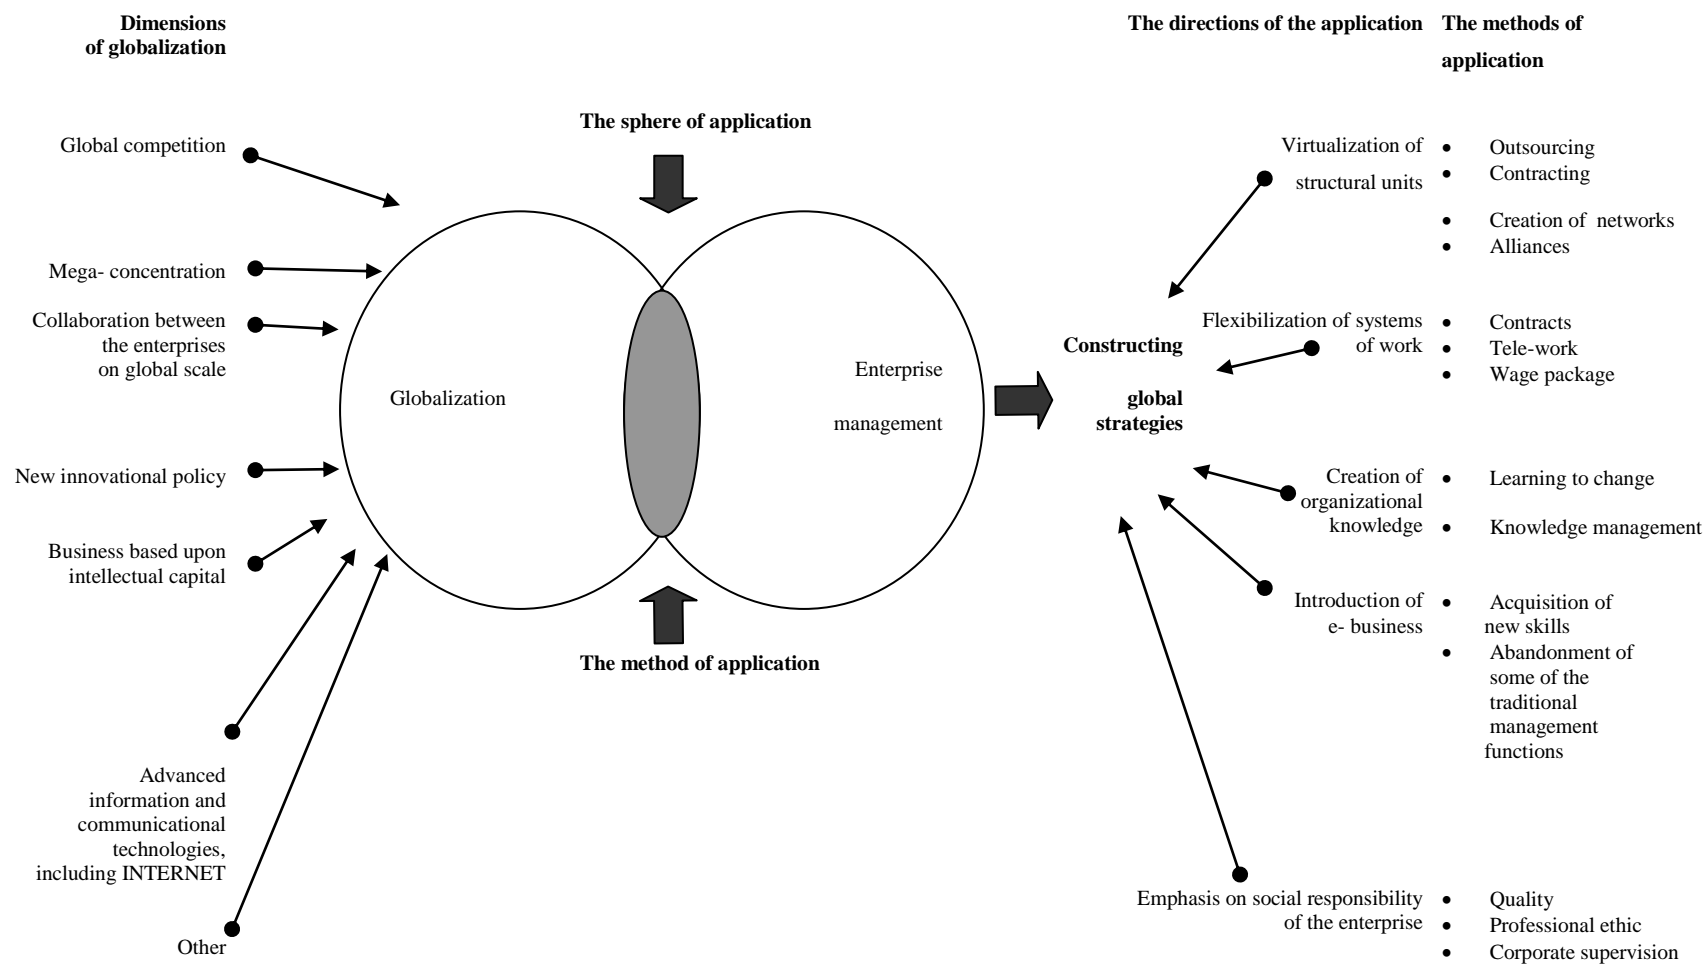 Dimensions
of globalization
Global competition
Mega- concentration
Collaboration between
the enterprises
on global scale
New innovational policy
Business based upon
intellectual capital
Advanced
information and
communicational
technologies,
including INTERNET
Other
The sphere of application
Globalization
Enterprise
management
The method of application
Constructing
global
strategies
The directions of the application
The methods of
application
Virtualization of
structural units
• Outsourcing
• Contracting
• Creation of networks
• Alliances
Flexibilization of systems
of work
• Contracts
• Tele-work
• Wage package
Creation of
organizational
knowledge
• Learning to change
• Knowledge management
Introduction of
e- business
• Acquisition of
new skills
• Abandonment of
some of the
traditional
management
functions
Emphasis on social responsibility
of the enterprise
• Quality
• Professional ethic
• Corporate supervision